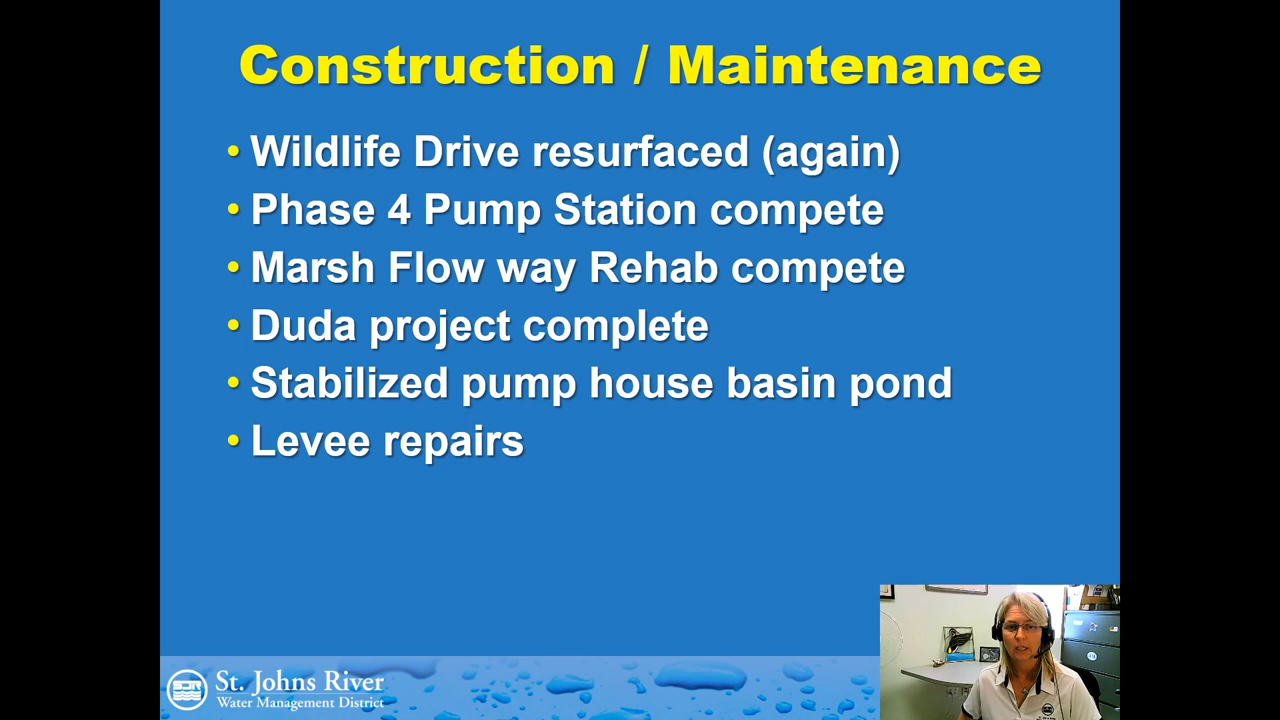 Construction / Maintenance
• Wildlife Drive resurfaced (again)
• Phase 4 Pump Station compete
• Marsh Flow way Rehab compete
• Duda project complete
• Stabilized pump house basin pond
• Levee repairs
St. Johns River
Water Management District